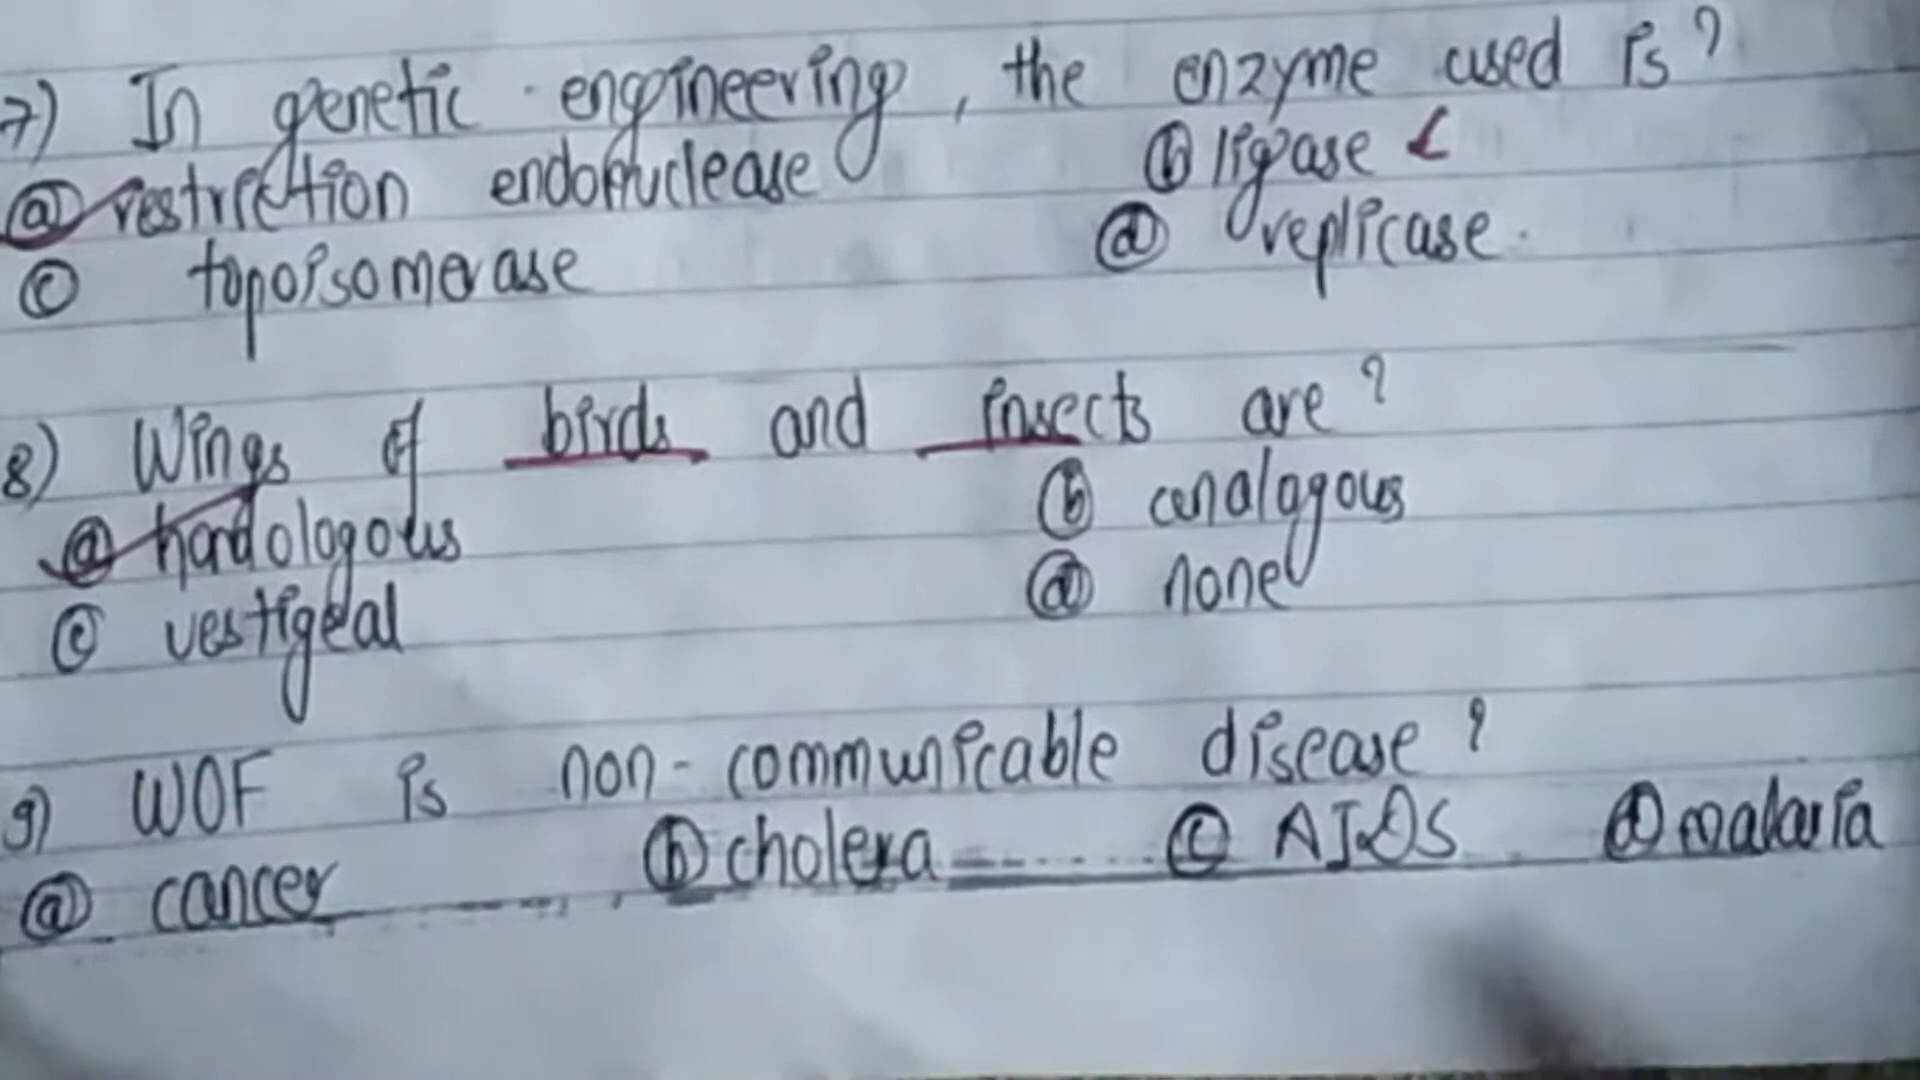 7) In genetic engineering, the enzyme used is?
(a) restriction endonuclease (b) ligase
(c) topoisomerase (d) replicase.
8) Wings of birds and insects are?
(a) homologous (b) analogous
(c) vestigeal (d) none
9) WOF is non-communicable disease?
(a) cancer (b) cholera (c) AIDS (d) malaria